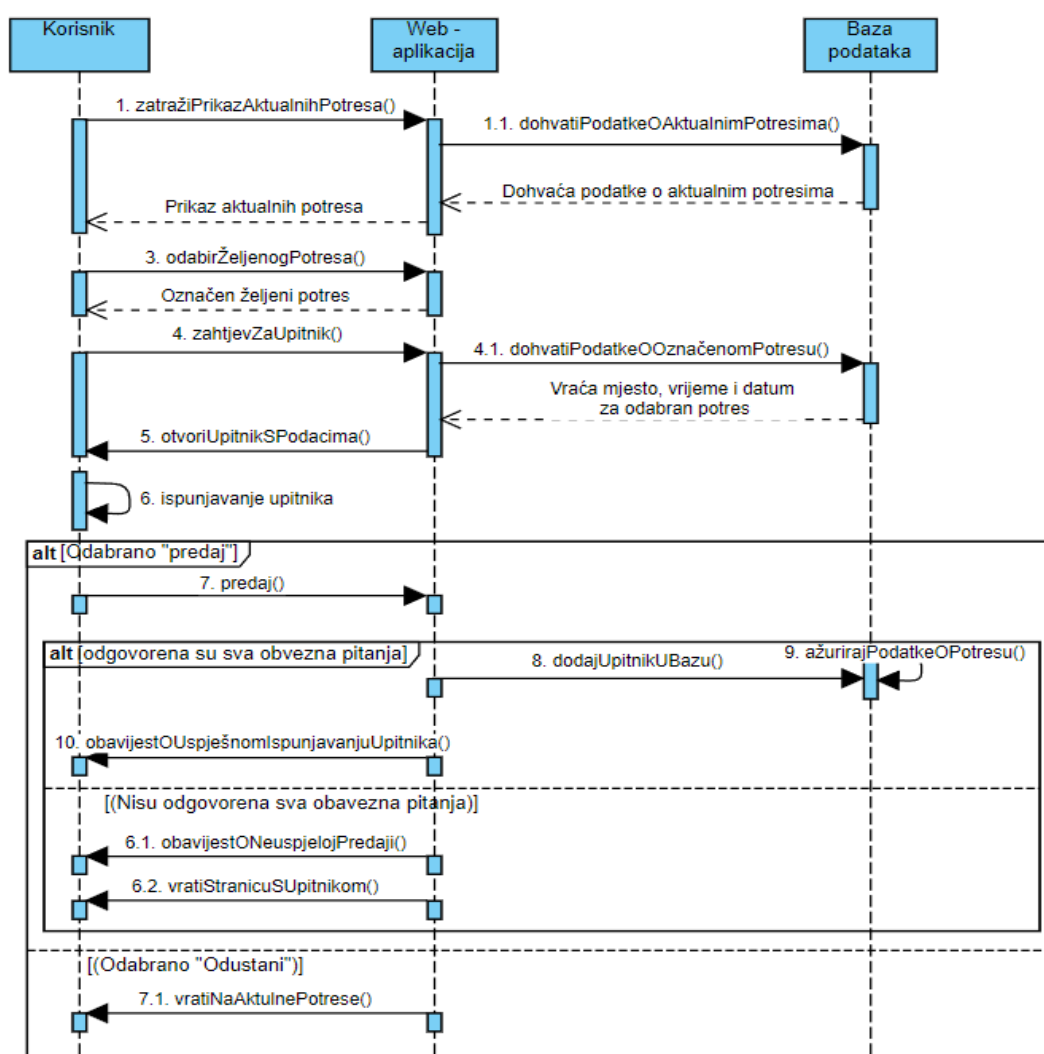 Korisnik
Web -
aplikacija
Baza
podataka
1. zatražiPrikazAktualnihPotresa()
1.1. dohvatiPodatkeOAktualnimPotresima()
Dohvaća podatke o aktualnim potresima
Prikaz aktualnih potresa
3. odabirŽeljenogPotresa()
Označen željeni potres
4. zahtjevZaUpitnik()
4.1. dohvatiPodatkeOOznačenomPotresu()
Vraća mjesto, vrijeme i datum
za odabran potres
5. otvoriUpitnikSPodacima()
6. ispunjavanje upitnika
alt [Odabrano "predaj"]
7. predaj()
alt [odgovorena su sva obvezna pitanja]
8. dodajUpitnikUBazu()
9. ažurirajPodatkeOPotresu()
10. obavijestOUspješnomIspunjavanjuUpitnika()
[(Nisu odgovorena sva obavezna pitanja)]
6.1. obavijestONeuspjelojPredaji()
6.2. vratiStranicuSUpitnikom()
[(Odabrano "Odustani")]
7.1. vratiNaAktulnePotrese()